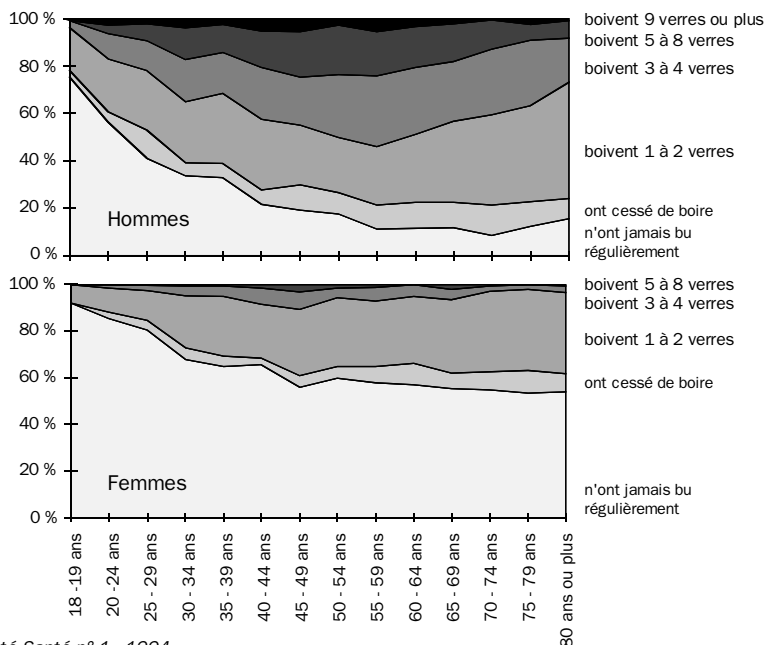 100 %
80 %
60 %
40 %
20 %
0 %
Hommes
boivent 9 verres ou plus
boivent 5 à 8 verres
boivent 3 à 4 verres
boivent 1 à 2 verres
ont cessé de boire
n'ont jamais bu
régulièrement
100 %
80 %
60 %
40 %
20 %
0 %
Femmes
boivent 5 à 8 verres
boivent 3 à 4 verres
boivent 1 à 2 verres
ont cessé de boire
n'ont jamais bu
régulièrement
18 -19 ans
20 - 24 ans
25 - 29 ans
30 - 34 ans
35 - 39 ans
40 - 44 ans
45 - 49 ans
50 - 54 ans
55 - 59 ans
60 - 64 ans
65 - 69 ans
70 - 74 ans
75 - 79 ans
80 ans ou plus